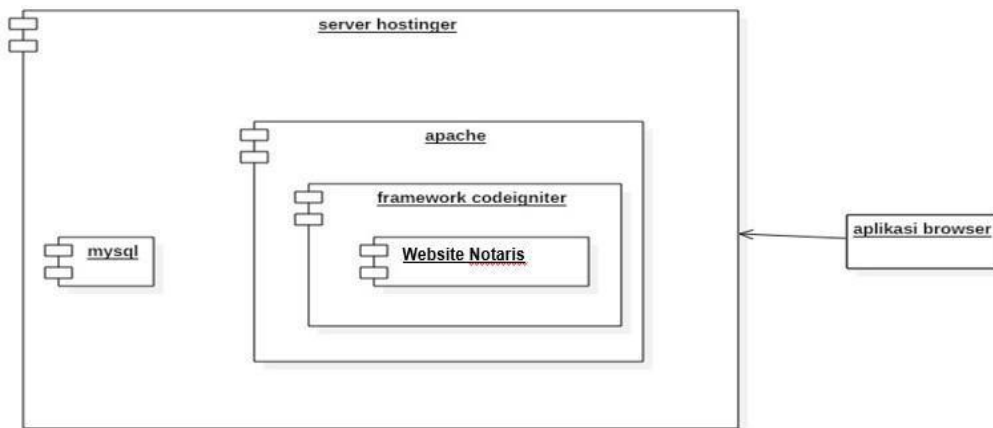 server hostinger
apache
framework codeigniter
Website Notaris
mysql
aplikasi browser